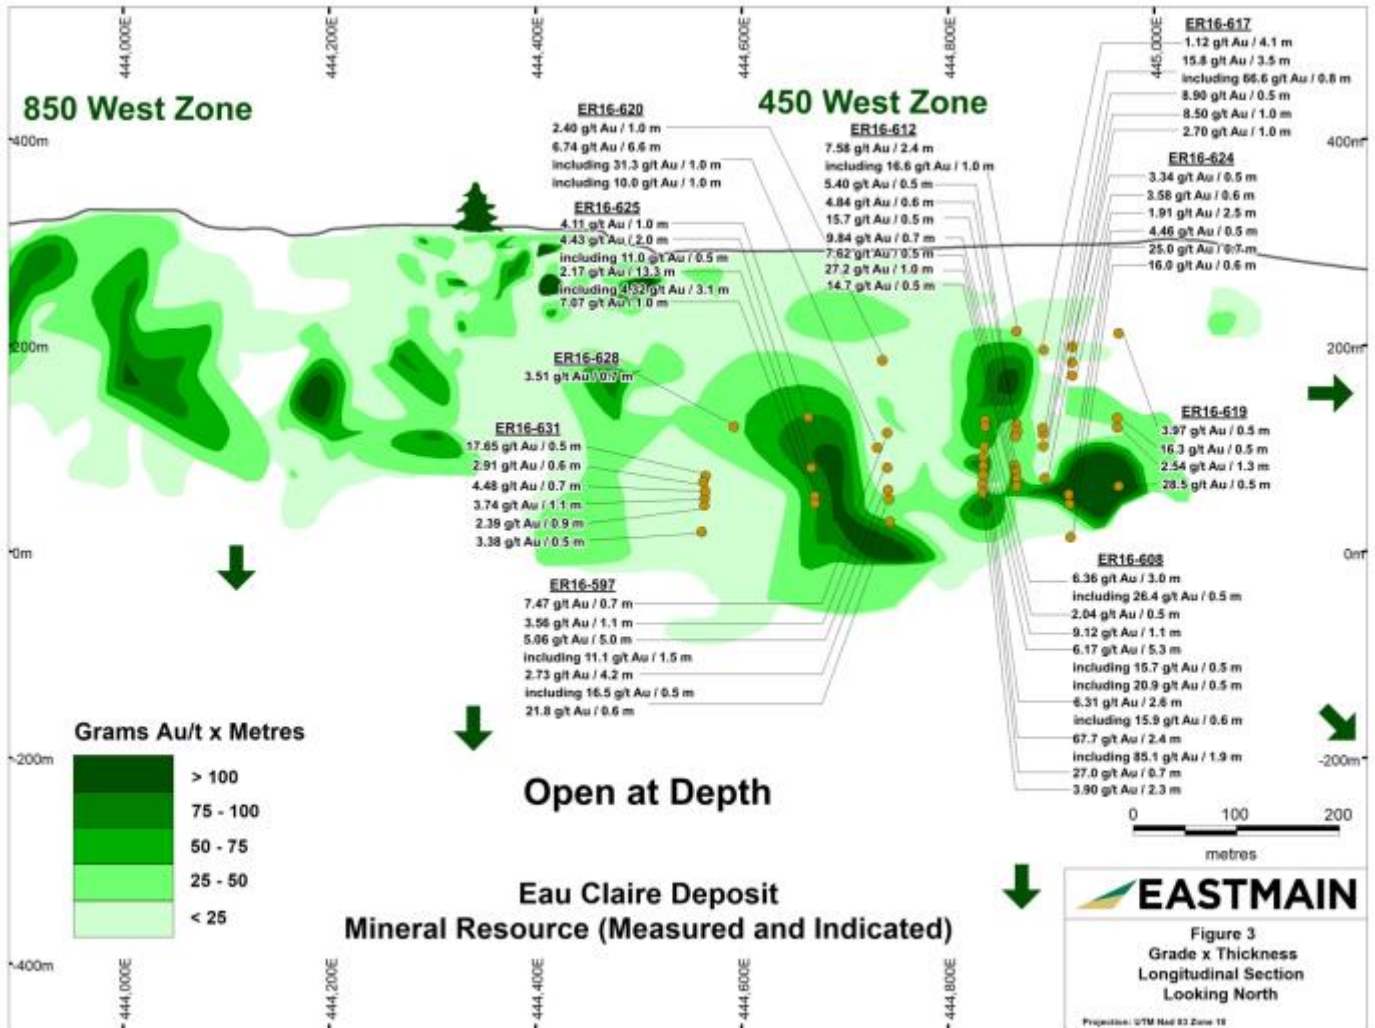 444,000E
444,200E
444,400E
444,600E
444,800E
445,000E
850 West Zone
450 West Zone
400m
400m
200m
200m
0m
0m
-200m
-200m
-400m
ER16-620
2.40 g/t Au / 1.0 m
6.74 g/t Au / 6.6 m
including 31.3 g/t Au / 1.0 m
including 10.0 g/t Au / 1.0 m
ER16-625
4.11 g/t Au / 1.0 m
4.43 g/t Au / 2.0 m
including 11.0 g/t Au / 0.5 m
2.17 g/t Au / 13.3 m
including 4.32 g/t Au / 3.1 m
7.07 g/t Au / 1.0 m
ER16-628
3.51 g/t Au / 0.7 m
ER16-631
17.65 g/t Au / 0.5 m
2.91 g/t Au / 0.6 m
4.48 g/t Au / 0.7 m
3.74 g/t Au / 1.1 m
2.39 g/t Au / 0.9 m
3.38 g/t Au / 0.5 m
ER16-597
7.47 g/t Au / 0.7 m
3.56 g/t Au / 1.1 m
5.06 g/t Au / 5.0 m
including 11.1 g/t Au / 1.5 m
2.73 g/t Au / 4.2 m
including 16.5 g/t Au / 0.5 m
21.8 g/t Au / 0.6 m
ER16-612
7.58 g/t Au / 2.4 m
including 16.6 g/t Au / 1.0 m
5.40 g/t Au / 0.5 m
4.84 g/t Au / 0.6 m
15.7 g/t Au / 0.5 m
9.84 g/t Au / 0.7 m
7.62 g/t Au / 0.5 m
27.2 g/t Au / 1.0 m
14.7 g/t Au / 0.5 m
ER16-617
1.12 g/t Au / 4.1 m
15.8 g/t Au / 3.5 m
including 66.6 g/t Au / 0.8 m
8.90 g/t Au / 0.5 m
8.50 g/t Au / 1.0 m
2.70 g/t Au / 1.0 m
ER16-624
3.34 g/t Au / 0.5 m
3.58 g/t Au / 0.6 m
1.91 g/t Au / 2.5 m
4.46 g/t Au / 0.5 m
25.0 g/t Au / 0.7 m
16.0 g/t Au / 0.6 m
ER16-619
3.97 g/t Au / 0.5 m
16.3 g/t Au / 0.5 m
2.54 g/t Au / 1.3 m
28.5 g/t Au / 0.5 m
ER16-608
6.36 g/t Au / 3.0 m
including 26.4 g/t Au / 0.5 m
2.04 g/t Au / 0.5 m
9.12 g/t Au / 1.1 m
6.17 g/t Au / 5.3 m
including 15.7 g/t Au / 0.5 m
including 20.9 g/t Au / 0.5 m
6.31 g/t Au / 2.6 m
including 15.9 g/t Au / 0.6 m
67.7 g/t Au / 2.4 m
including 85.1 g/t Au / 1.9 m
27.0 g/t Au / 0.7 m
3.90 g/t Au / 2.3 m
Grams Au/t x Metres
> 100
75 - 100
50 - 75
25 - 50
< 25
Open at Depth
Eau Claire Deposit
Mineral Resource (Measured and Indicated)
0 100 200
metres
EASTMAIN
Figure 3
Grade x Thickness
Longitudinal Section
Looking North
Projection: UTM Nad 83 Zone 18
444,000E
444,200E
444,400E
444,600E
444,800E